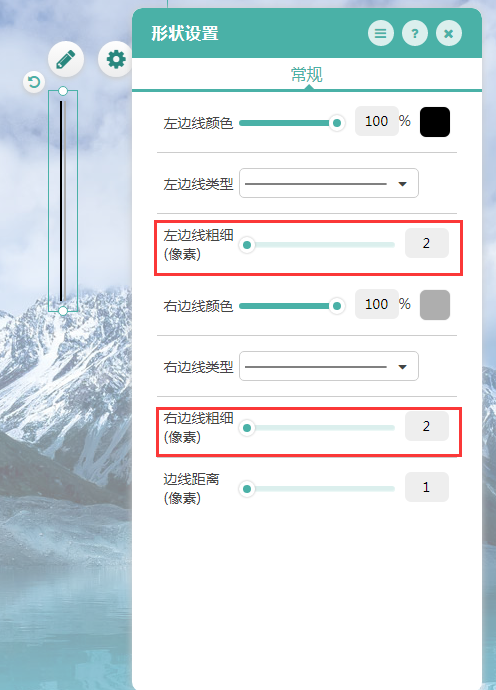 形状设置
?
常规
左边线颜色 100 %
左边线类型
左边线粗细
(像素) 2
右边线颜色 100 %
右边线类型
右边线粗细
(像素) 2
边线距离
(像素) 1